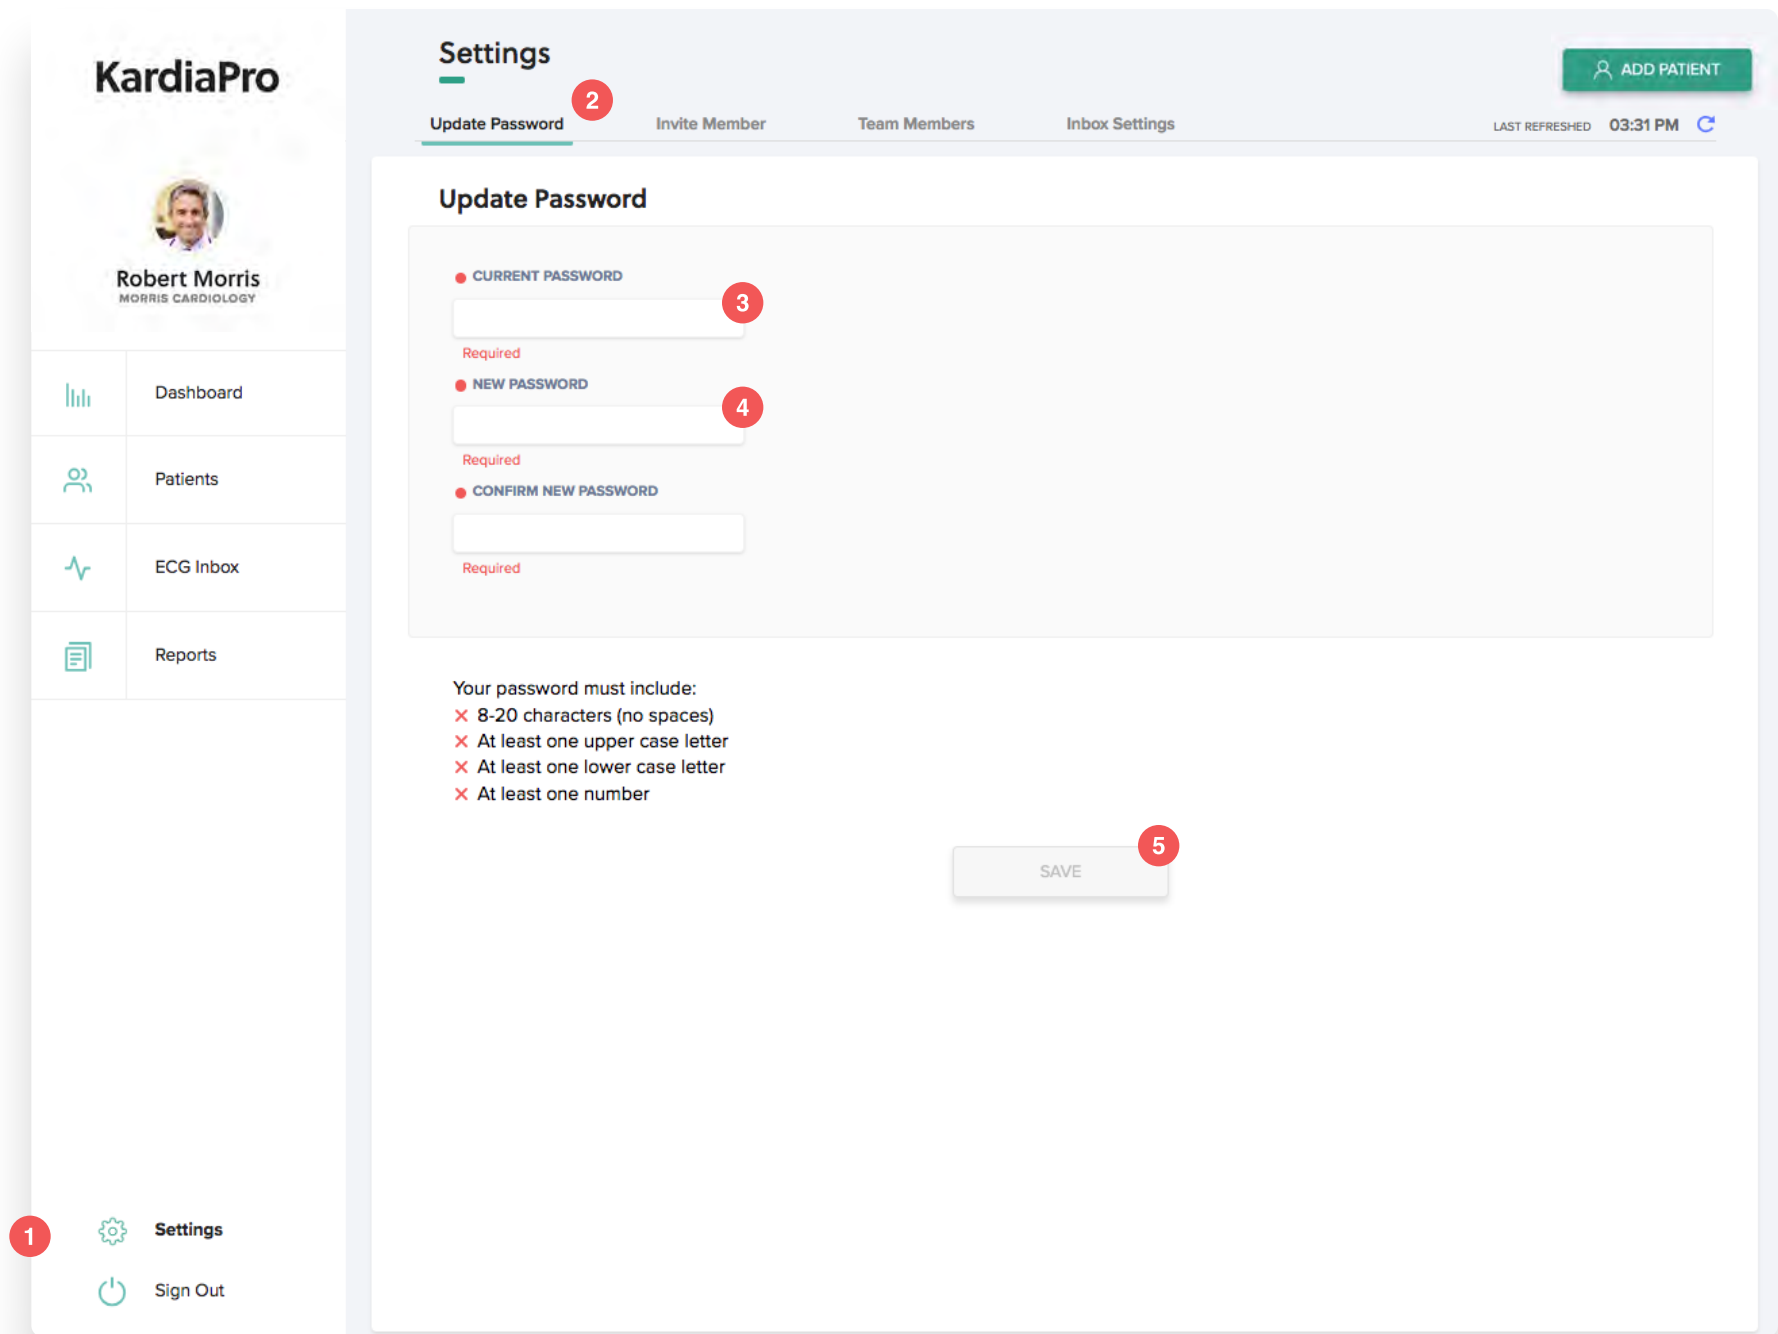 KardiaPro
Robert Morris
MORRIS CARDIOLOGY
Dashboard
Patients
ECG Inbox
Reports
1
Settings
Sign Out
Settings
ADD PATIENT
2
Update Password
Invite Member
Team Members
Inbox Settings
LAST REFRESHED 03:31 PM
Update Password
CURRENT PASSWORD
3
Required
NEW PASSWORD
4
Required
CONFIRM NEW PASSWORD
Required
Your password must include:
8-20 characters (no spaces)
At least one upper case letter
At least one lower case letter
At least one number
5
SAVE